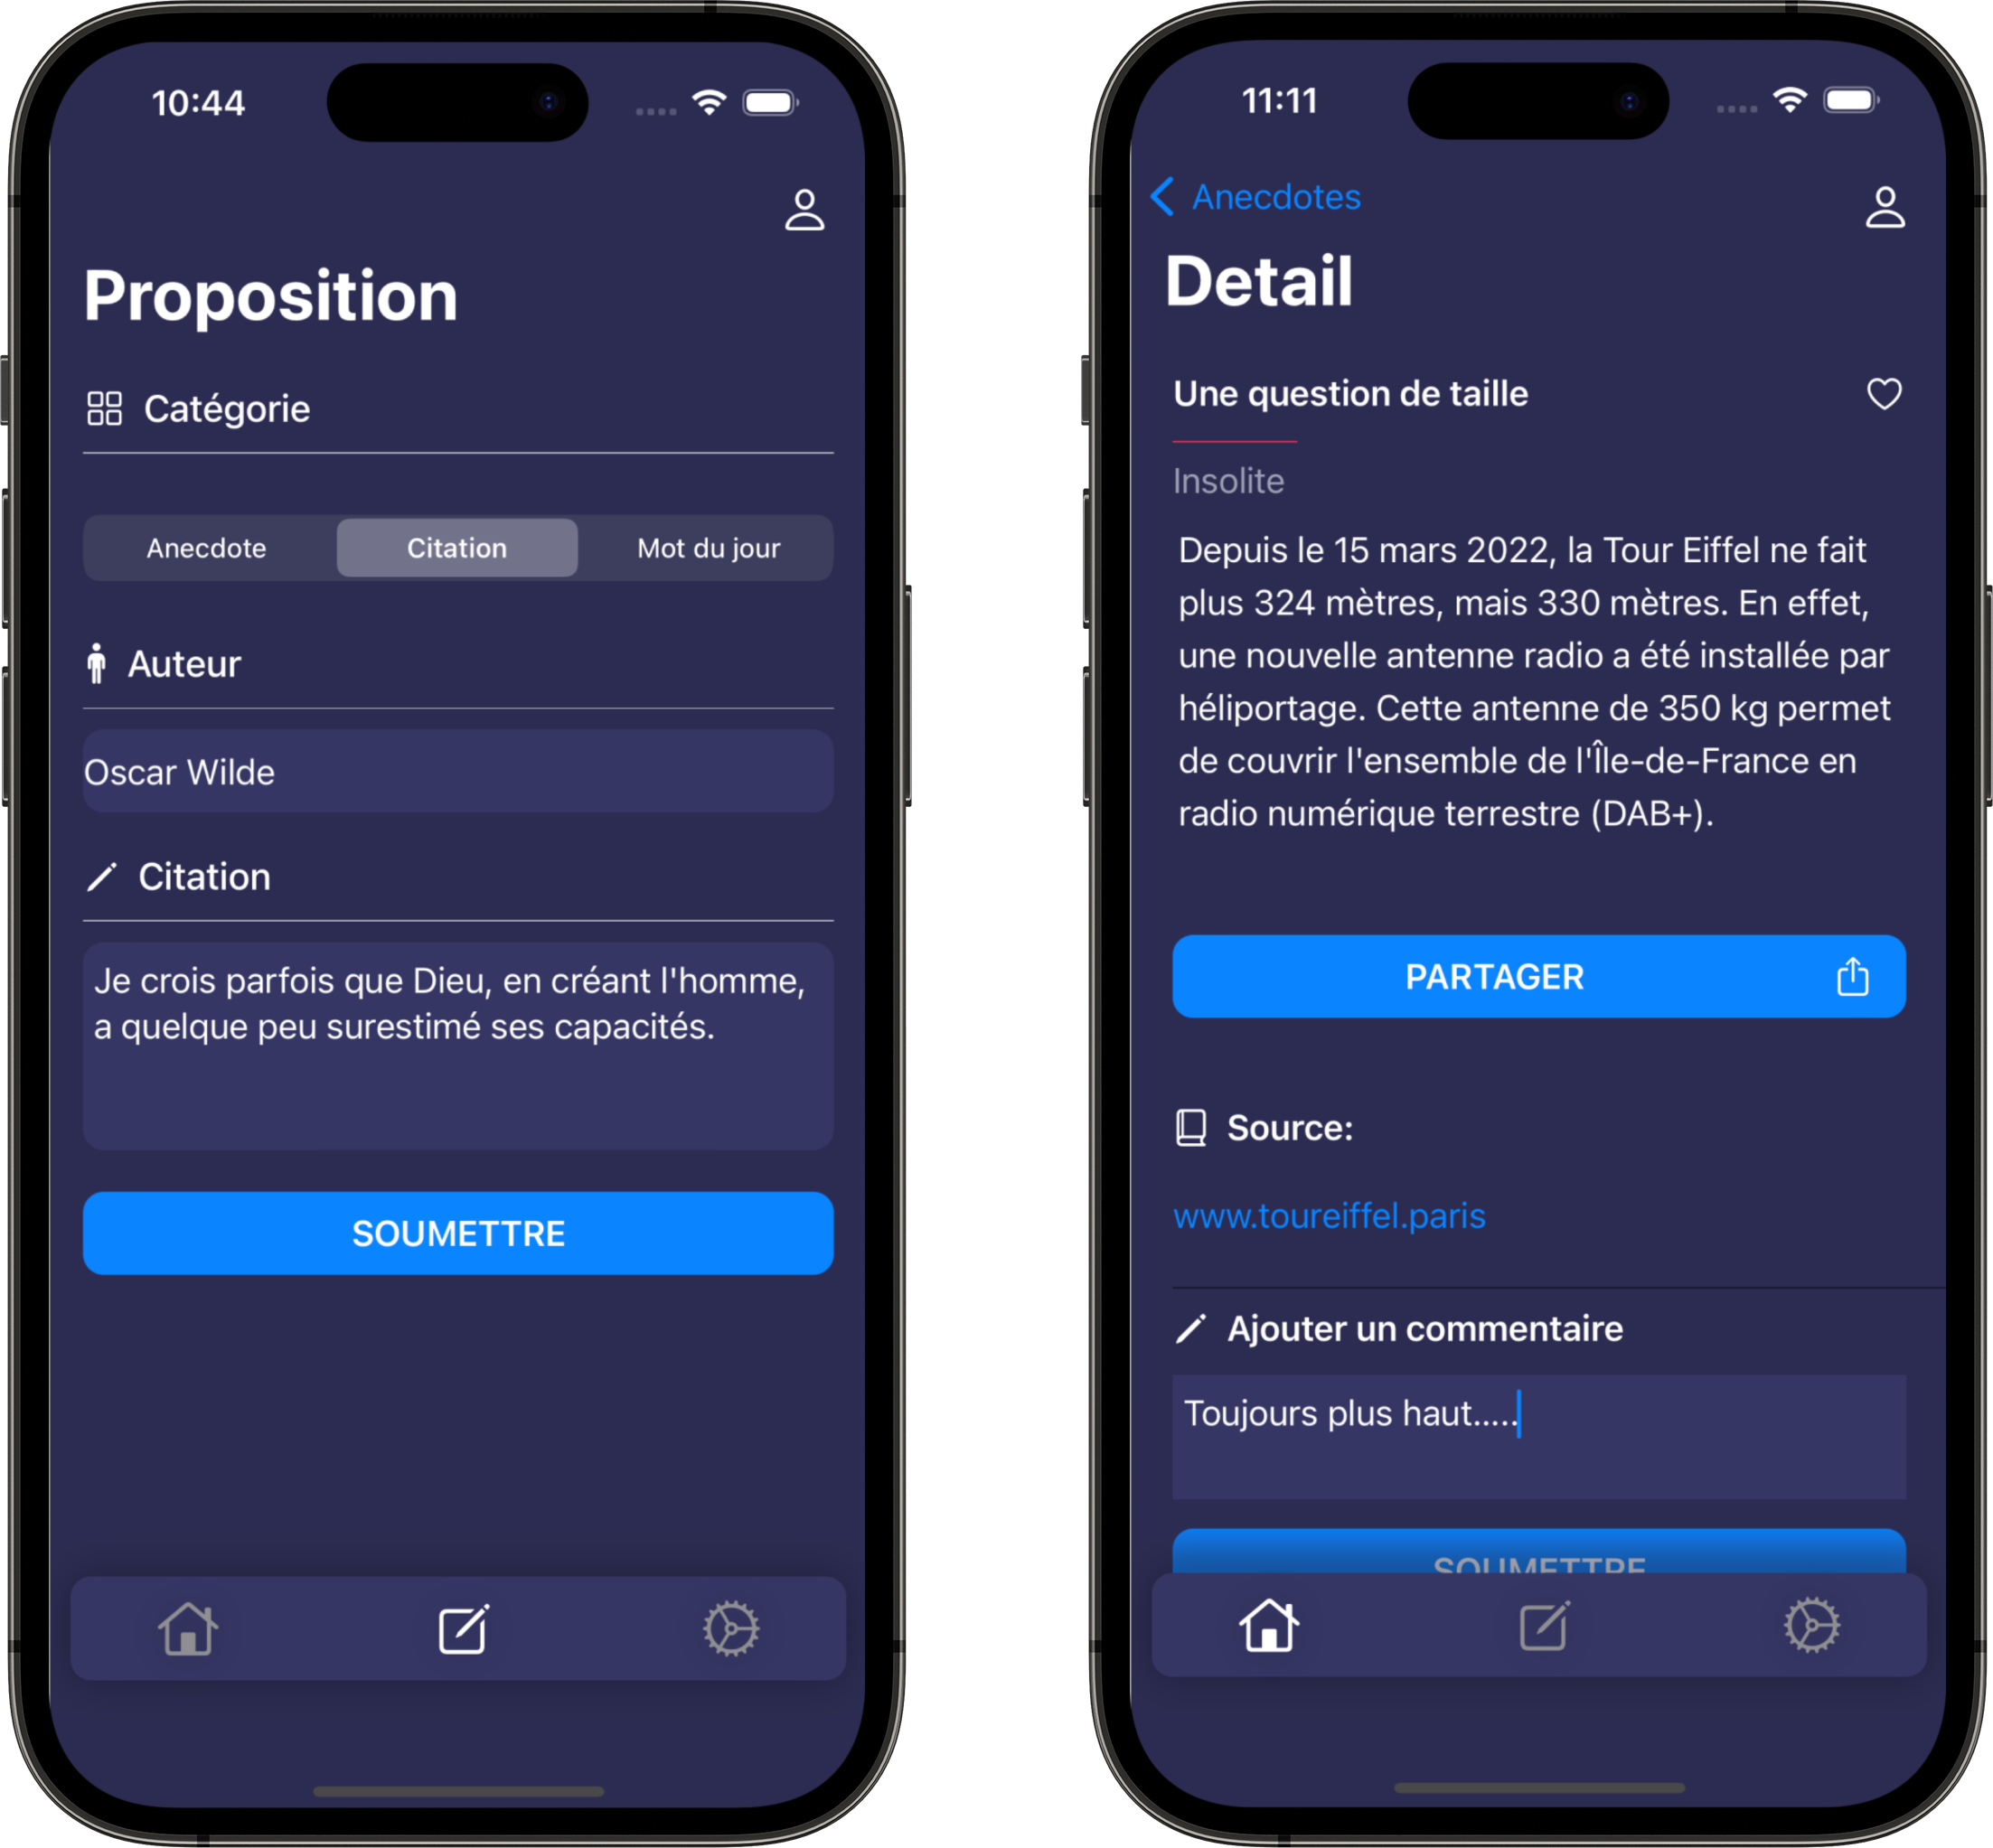 10:44
Proposition
Catégorie
Anecdote
Citation
Mot du jour
Auteur
Oscar Wilde
Citation
Je crois parfois que Dieu, en créant l'homme,
a quelque peu surestimé ses capacités.
SOUMETTRE
11:11
Anecdotes
Detail
Une question de taille
Insolite
Depuis le 15 mars 2022, la Tour Eiffel ne fait
plus 324 mètres, mais 330 mètres. En effet,
une nouvelle antenne radio a été installée par
héliportage. Cette antenne de 350 kg permet
de couvrir l'ensemble de l'Île-de-France en
radio numérique terrestre (DAB+).
PARTAGER
Source:
www.toureiffel.paris
Ajouter un commentaire
Toujours plus haut.....
SOUMETTRE